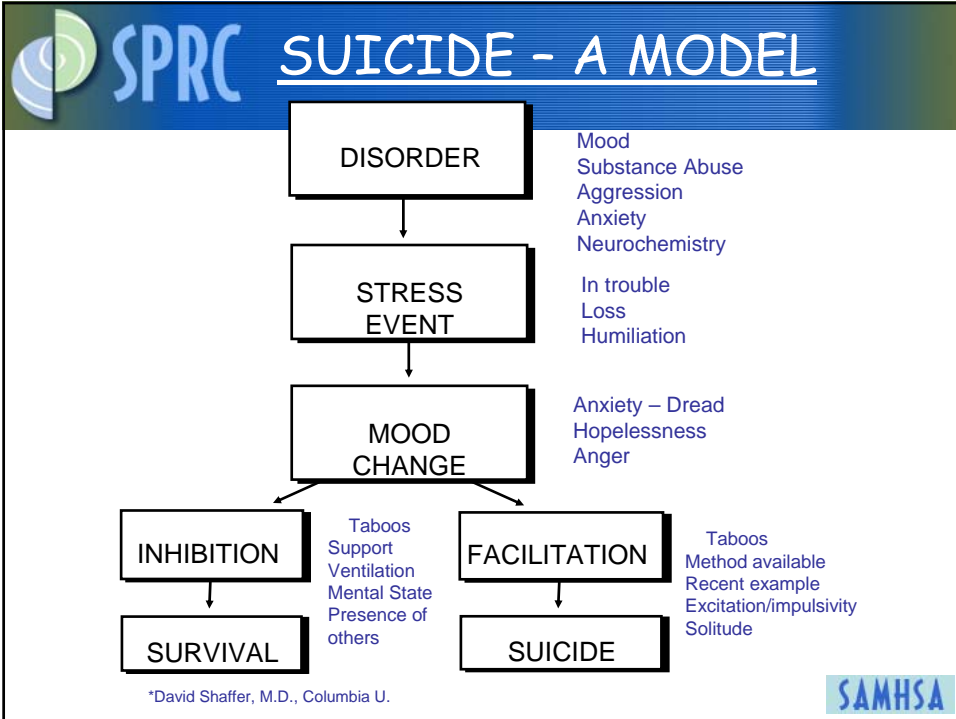 SPRC
SUICIDE – A MODEL
DISORDER
Mood
Substance Abuse
Aggression
Anxiety
Neurochemistry
STRESS
EVENT
In trouble
Loss
Humiliation
MOOD
CHANGE
Anxiety – Dread
Hopelessness
Anger
INHIBITION
Taboos
Support
Ventilation
Mental State
Presence of
others
FACILITATION
Taboos
Method available
Recent example
Excitation/impulsivity
Solitude
SURVIVAL
SUICIDE
*David Shaffer, M.D., Columbia U.
SAMHSA